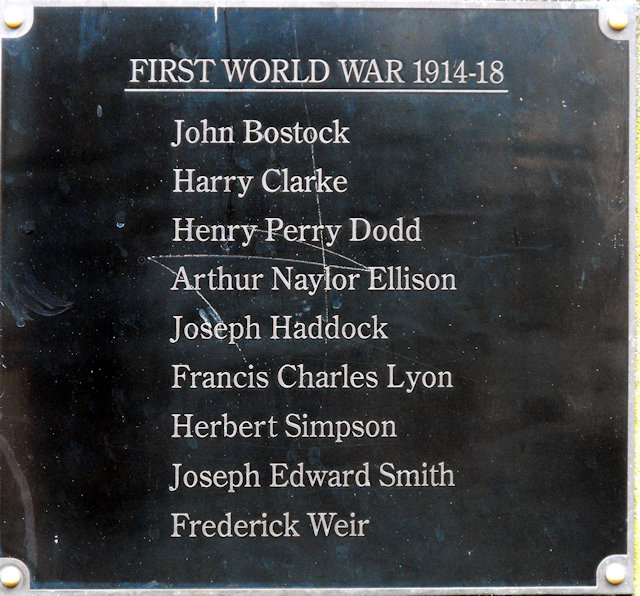 FIRST WORLD WAR 1914-18
John Bostock
Harry Clarke
Henry Perry Dodd
Arthur Naylor Ellison
Joseph Haddock
Francis Charles Lyon
Herbert Simpson
Joseph Edward Smith
Frederick Weir